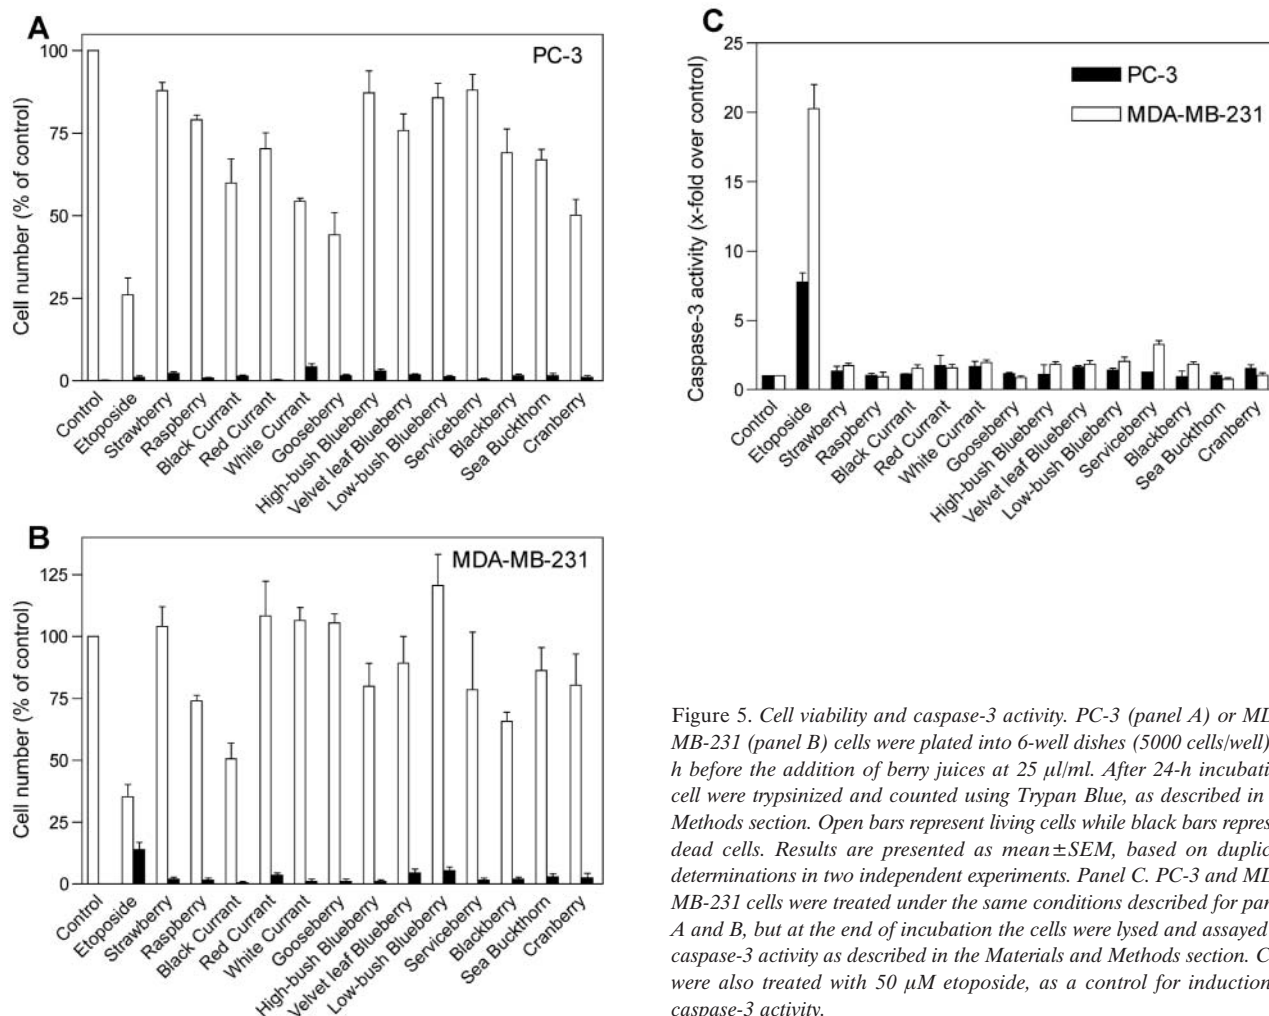 A
PC-3
Cell number (% of control)
100
75
50
25
0
Control
Etoposide
Strawberry
Raspberry
Black Currant
Red Currant
White Currant
Gooseberry
High-bush Blueberry
Velvet leaf Blueberry
Low-bush Blueberry
Serviceberry
Blackberry
Sea Buckthorn
Cranberry
B
MDA-MB-231
Cell number (% of control)
125
100
75
50
25
0
Control
Etoposide
Strawberry
Raspberry
Black Currant
Red Currant
White Currant
Gooseberry
High-bush Blueberry
Velvet leaf Blueberry
Low-bush Blueberry
Serviceberry
Blackberry
Sea Buckthorn
Cranberry
C
PC-3
MDA-MB-231
Caspase-3 activity (x-fold over control)
25
20
15
10
5
0
Control
Etoposide
Strawberry
Raspberry
Black Currant
Red Currant
White Currant
Gooseberry
High-bush Blueberry
Velvet leaf Blueberry
Low-bush Blueberry
Serviceberry
Blackberry
Sea Buckthorn
Cranberry
Figure 5. Cell viability and caspase-3 activity. PC-3 (panel A) or
MB-231 (panel B) cells were plated into 6-well dishes (5000 cells/well)
h before the addition of berry juices at 25 µl/ml. After 24-h
cell were trypsinized and counted using Trypan Blue, as described in
Methods section. Open bars represent living cells while black bars
dead cells. Results are presented as mean±SEM, based on
determinations in two independent experiments. Panel C. PC-3 and
MB-231 cells were treated under the same conditions described for
A and B, but at the end of incubation the cells were lysed and assayed
caspase-3 activity as described in the Materials and Methods section.
were also treated with 50 µM etoposide, as a control for induction
caspase-3 activity.